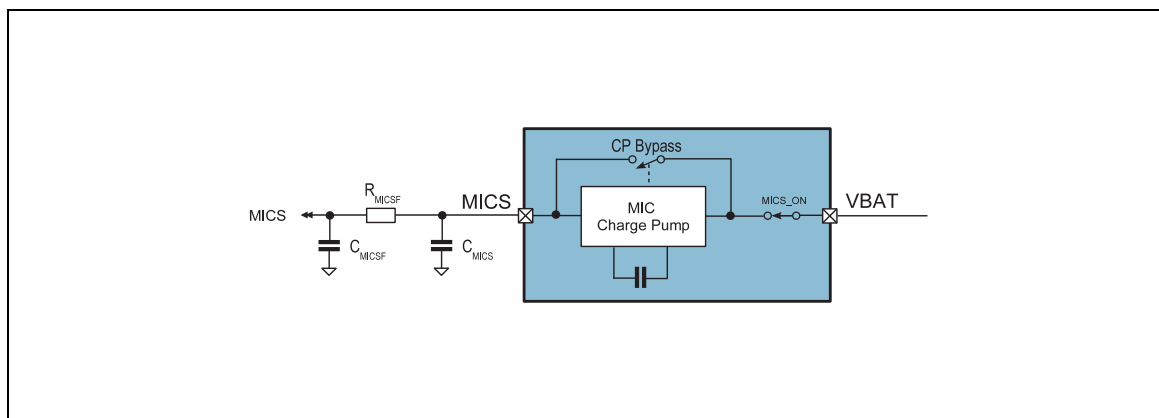 CP Bypass
R_MICSF
MICS
MICS
MICS_ON
VBAT
MIC
Charge Pump
C_MICSF
C_MICS